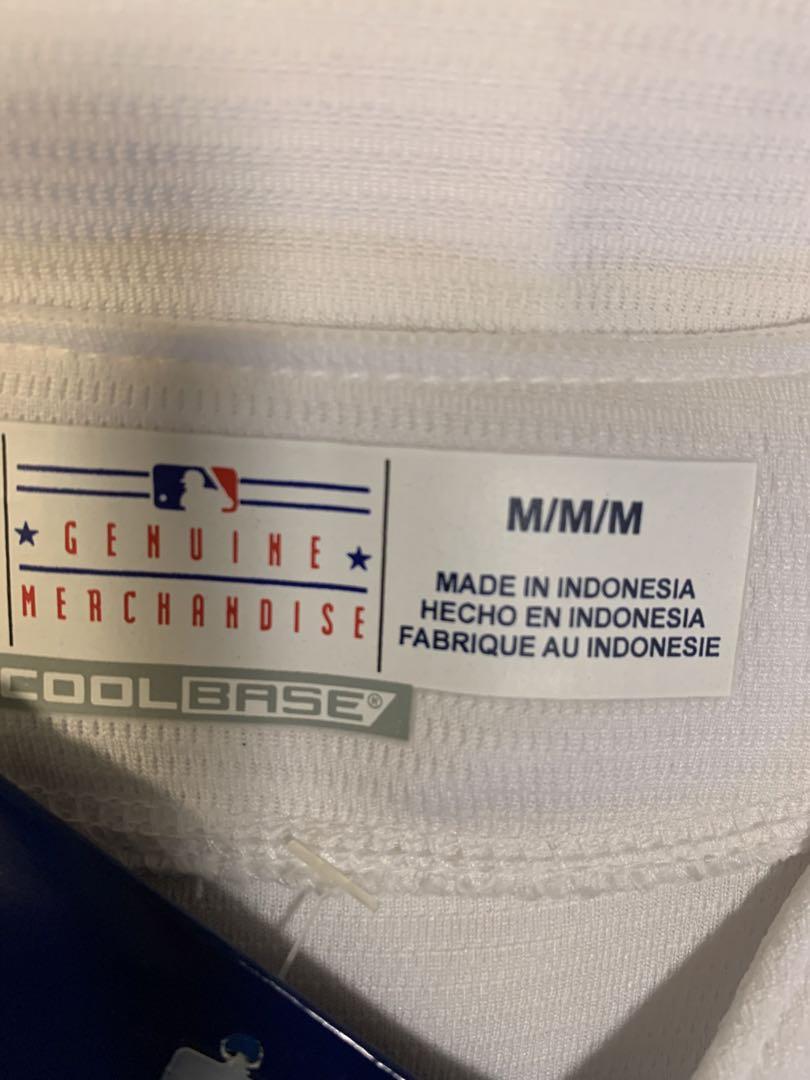 GENUINE
MERCHANDISE
COOLBASE®
M/M/M
MADE IN INDONESIA
HECHO EN INDONESIA
FABRIQUE AU INDONESIE